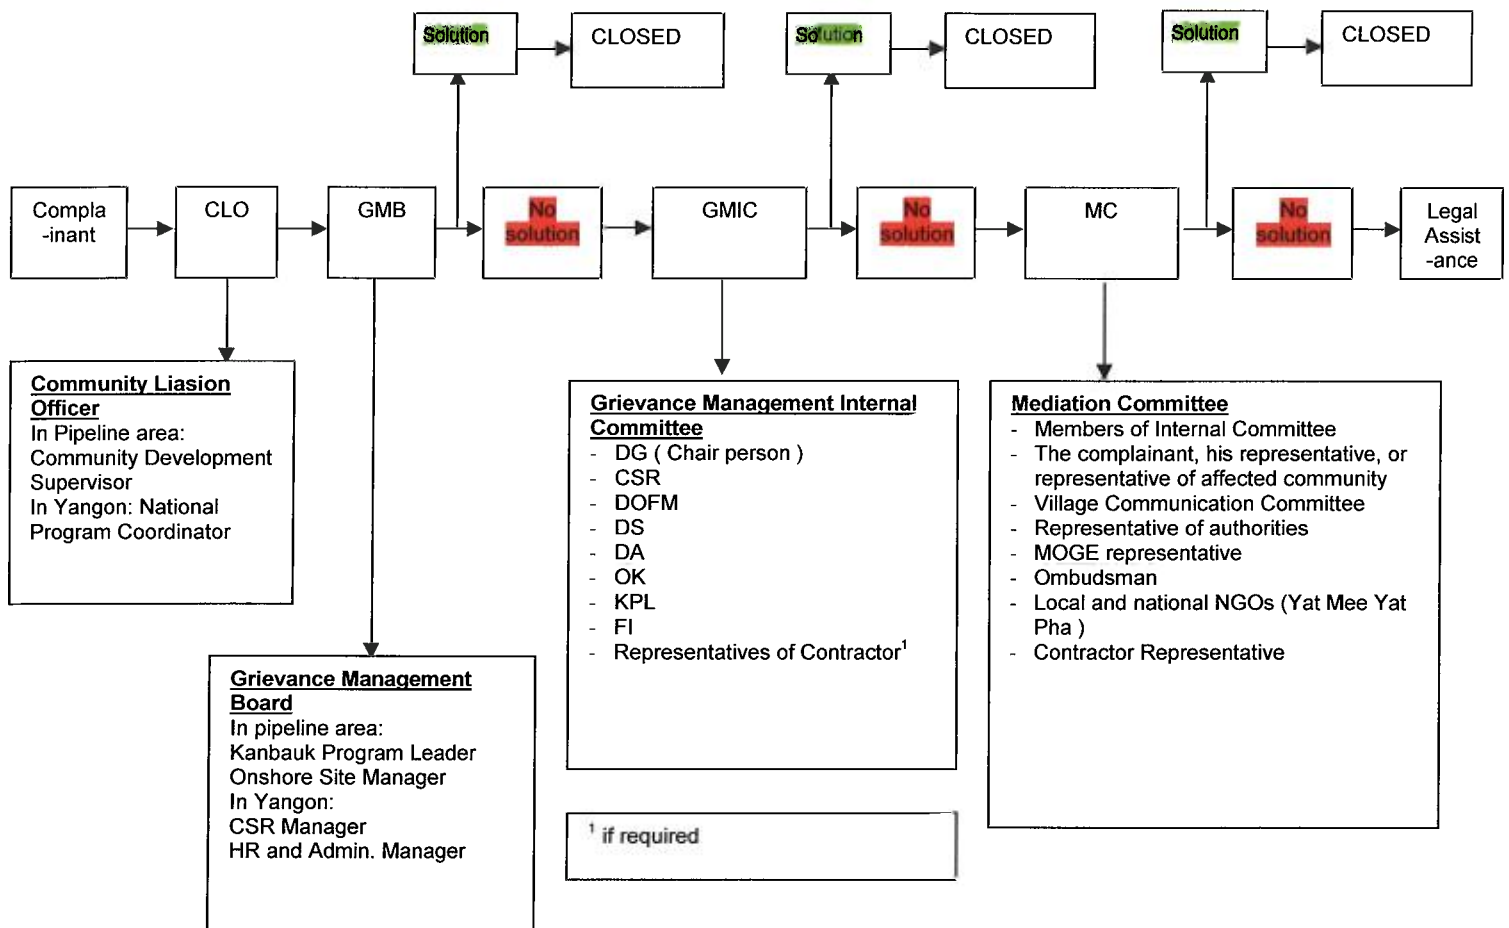 Solution
CLOSED
Solution
CLOSED
Solution
CLOSED
Compla
-inant
CLO
GMB
No
solution
GMIC
No
solution
MC
No
solution
Legal
Assist
-ance
Community Liasion
Officer
In Pipeline area:
Community Development
Supervisor
In Yangon: National
Program Coordinator
Grievance Management
Board
In pipeline area:
Kanbauk Program Leader
Onshore Site Manager
In Yangon:
CSR Manager
HR and Admin. Manager
Grievance Management Internal
Committee
- DG ( Chair person )
- CSR
- DOFM
- DS
- DA
- OK
- KPL
- FI
- Representatives of Contractor¹
¹ if required
Mediation Committee
- Members of Internal Committee
- The complainant, his representative, or
representative of affected community
- Village Communication Committee
- Representative of authorities
- MOGE representative
- Ombudsman
- Local and national NGOs (Yat Mee Yat
Pha )
- Contractor Representative